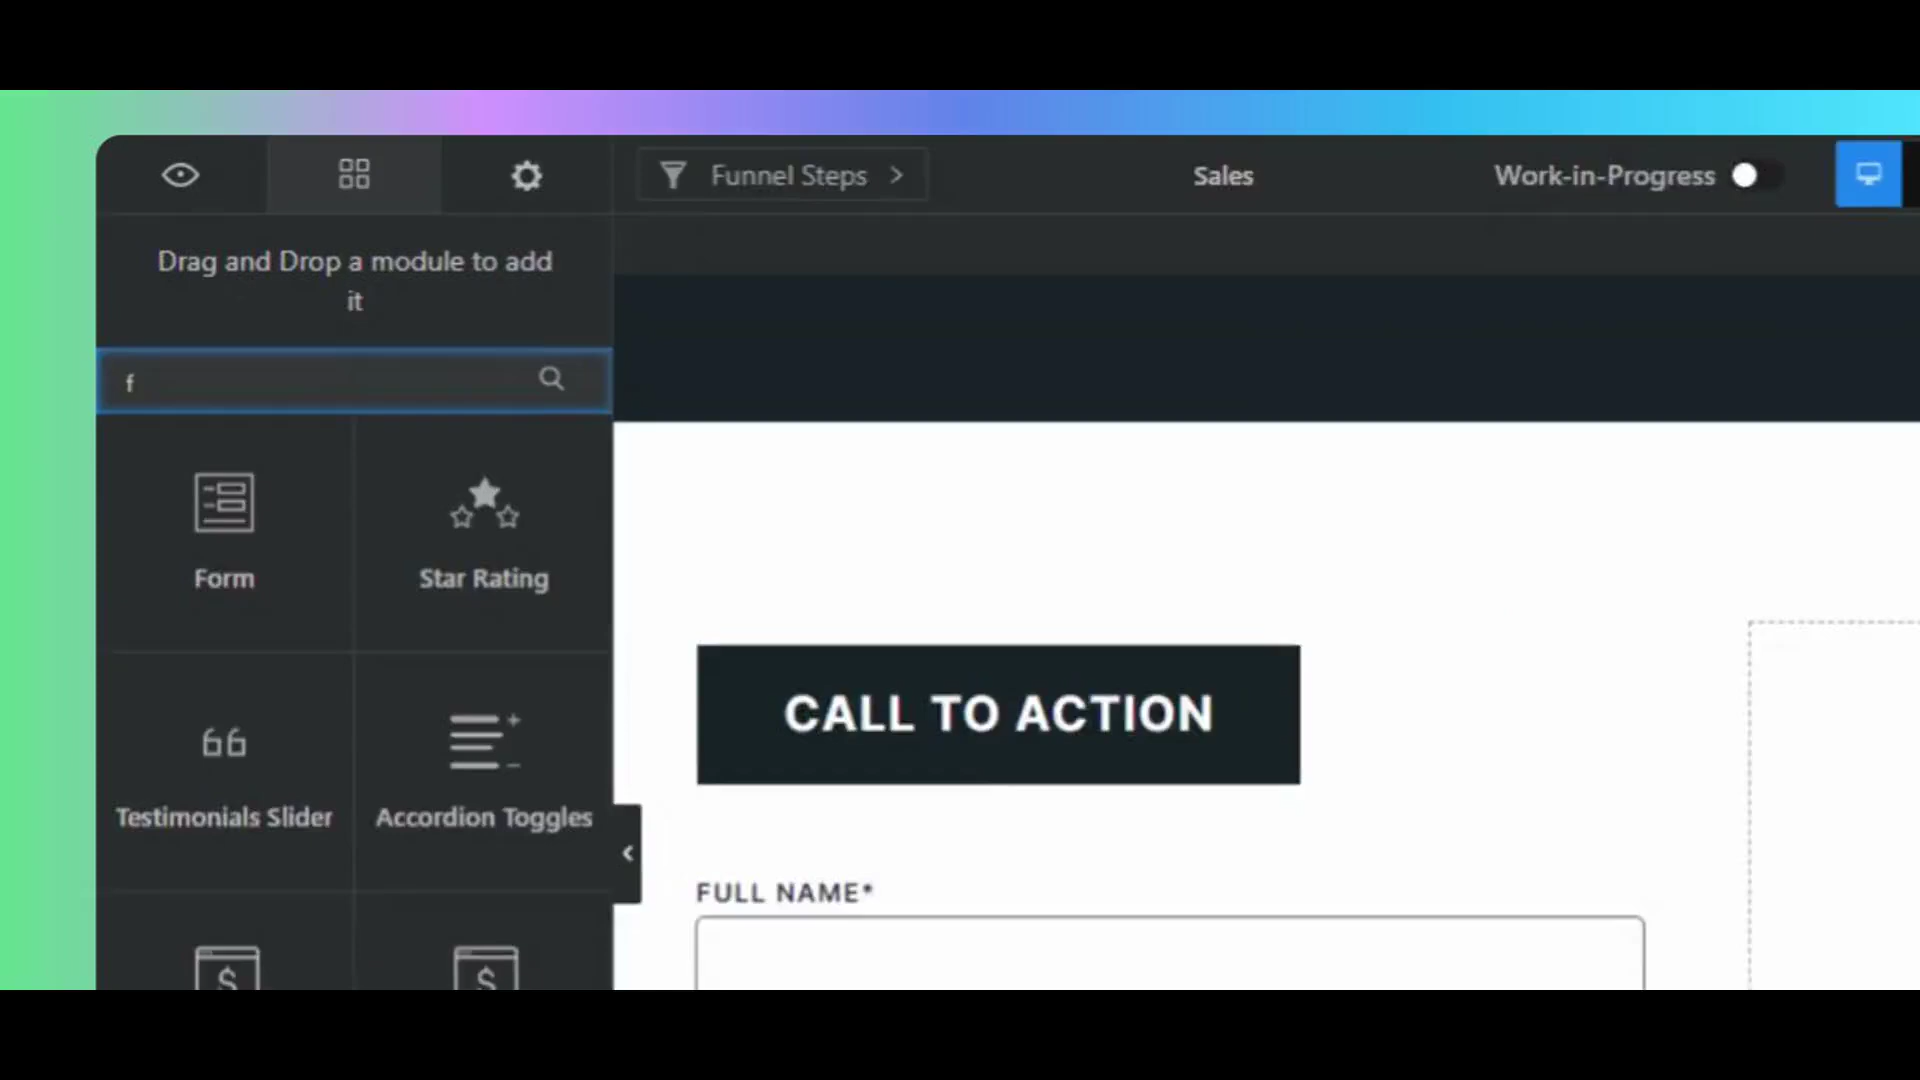 Funnel Steps
Sales
Work-in-Progress
Drag and Drop a module to add
it
f
Form
Star Rating
Testimonials Slider
Accordion Toggles
CALL TO ACTION
FULL NAME*